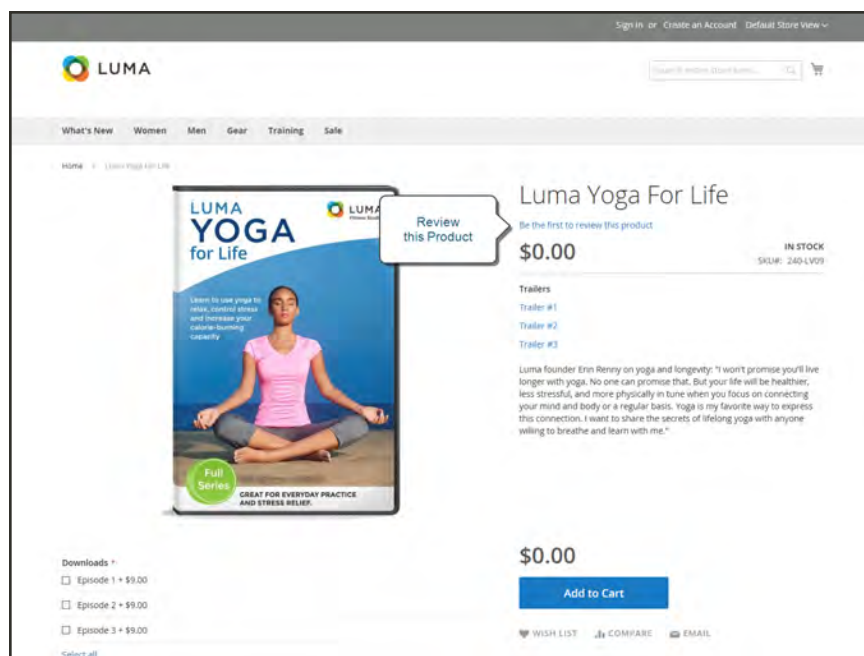 Sign In or Create an Account Default Store View
LUMA
What's New Women Men Gear Training Sale
Home > Luma Yoga For Life
LUMA
YOGA
for Life
LUMA
Learn to use yoga to
relax, control stress
and increase your
calorie-burning
capacity
Full
Series
GREAT FOR EVERYDAY PRACTICE
AND STRESS RELIEF.
Review
this Product
Luma Yoga For Life
Be the first to review this product
$0.00
IN STOCK
SKU#: 240-LV09
Trailers
Trailer #1
Trailer #2
Trailer #3
Luma founder Erin Renny on yoga and longevity: "I won't promise you'll live
longer with yoga. No one can promise that. But your life will be healthier,
less stressful, and more physically in tune when you focus on connecting
your mind and body or a regular basis. Yoga is my favorite way to express
this connection. I want to share the secrets of lifelong yoga with anyone
willing to breathe and learn with me."
Downloads *
Episode 1 + $9.00
Episode 2 + $9.00
Episode 3 + $9.00
Select all
$0.00
Add to Cart
WISH LIST COMPARE EMAIL